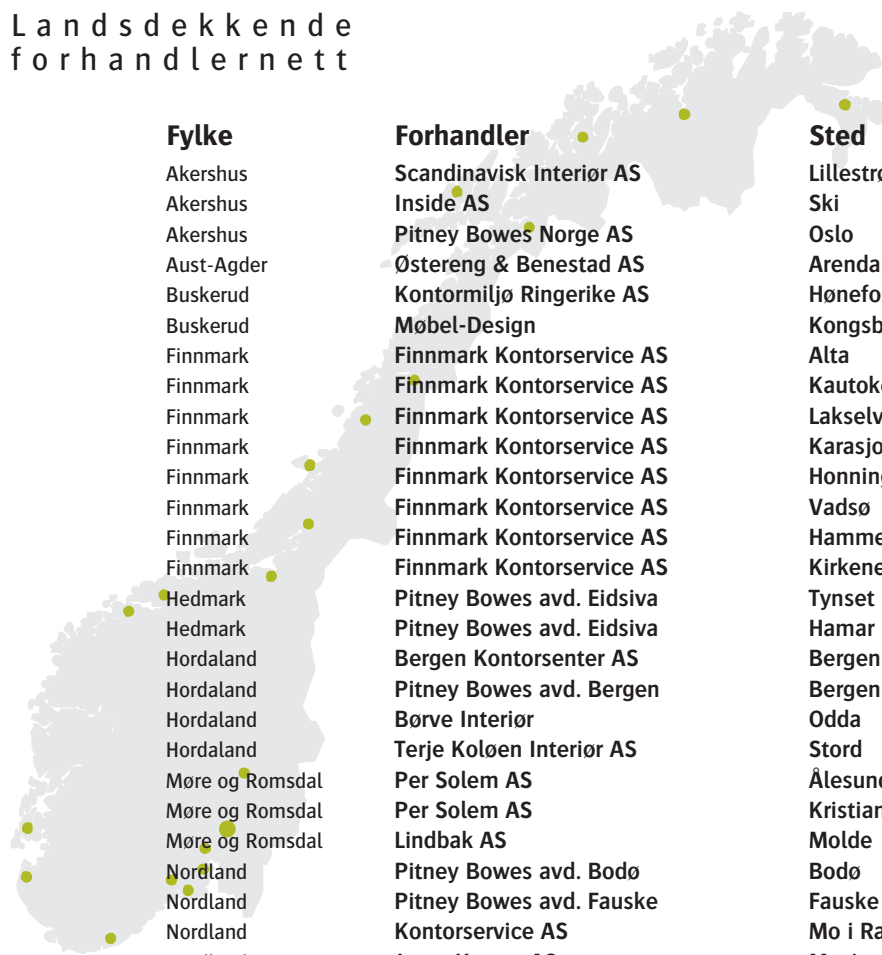 Landsdekkende
forhandlernett
Fylke Forhandler Sted
Akershus Scandinavisk Interiør AS
Akershus Inside AS Ski
Akershus Pitney Bowes Norge AS Oslo
Aust-Agder Østereng & Benestad AS
Buskerud Kontormiljø Ringerike AS
Buskerud Møbel-Design
Finnmark Finnmark Kontorservice AS Alta
Finnmark Finnmark Kontorservice AS
Finnmark Finnmark Kontorservice AS Lakselv
Finnmark Finnmark Kontorservice AS
Finnmark Finnmark Kontorservice AS
Finnmark Finnmark Kontorservice AS Vadsø
Finnmark Finnmark Kontorservice AS
Finnmark Finnmark Kontorservice AS
Hedmark Pitney Bowes avd. Eidsiva Tynset
Hedmark Pitney Bowes avd. Eidsiva Hamar
Hordaland Bergen Kontorsenter AS Bergen
Hordaland Pitney Bowes avd. Bergen Bergen
Hordaland Børve Interiør Odda
Hordaland Terje Koløen Interiør AS Stord
Møre og Romsdal Per Solem AS
Møre og Romsdal Per Solem AS
Møre og Romsdal Lindbak AS Molde
Nordland Pitney Bowes avd. Bodø Bodø
Nordland Pitney Bowes avd. Fauske Fauske
Nordland Kontorservice AS Mo i